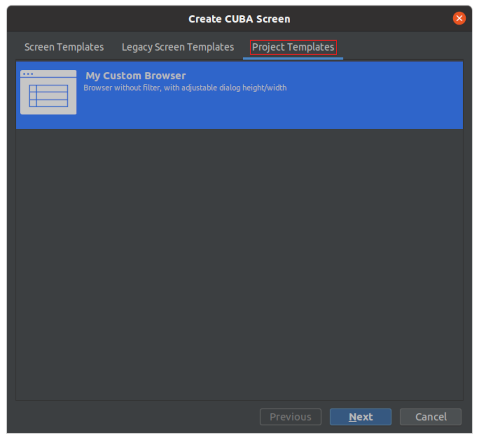 Create CUBA Screen
Screen Templates Legacy Screen Templates Project Templates
My Custom Browser
Browser without filter, with adjustable dialog height/width
Previous Next Cancel